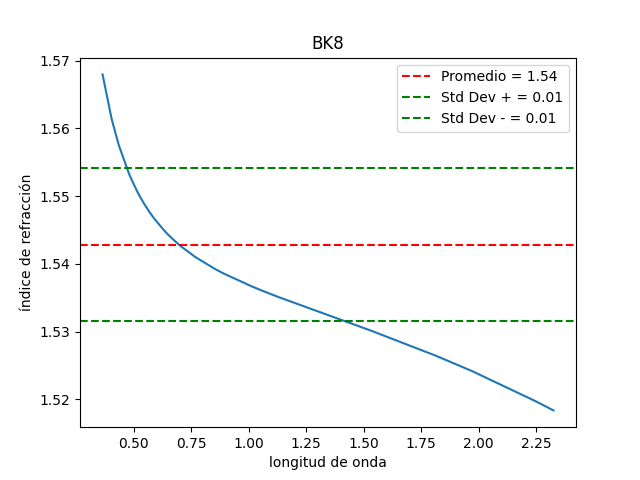 BK8
Promedio = 1.54
Std Dev + = 0.01
Std Dev - = 0.01
índice de refracción
1.57
1.56
1.55
1.54
1.53
1.52
0.50 0.75 1.00 1.25 1.50 1.75 2.00 2.25
longitud de onda